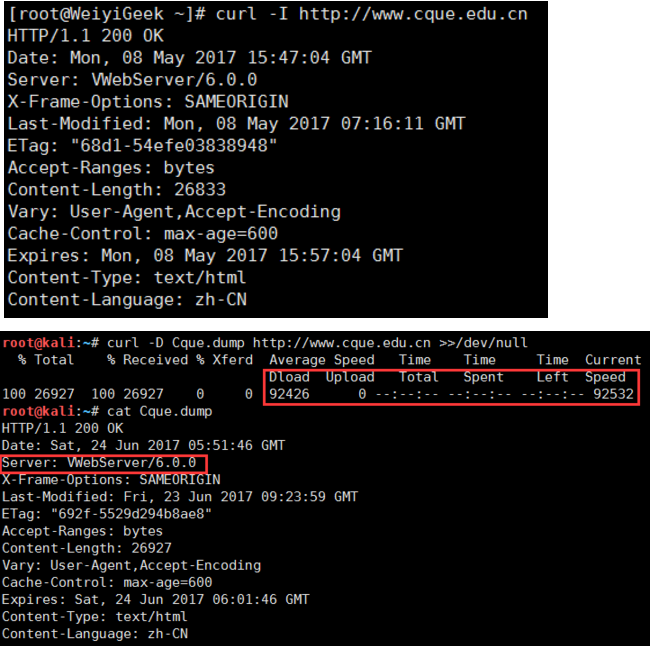 [root@WeiyiGeek ~]# curl -I http://www.cque.edu.cn
HTTP/1.1 200 OK
Date: Mon, 08 May 2017 15:47:04 GMT
Server: VWebServer/6.0.0
X-Frame-Options: SAMEORIGIN
Last-Modified: Mon, 08 May 2017 07:16:11 GMT
ETag: "68d1-54efe03838948"
Accept-Ranges: bytes
Content-Length: 26833
Vary: User-Agent,Accept-Encoding
Cache-Control: max-age=600
Expires: Mon, 08 May 2017 15:57:04 GMT
Content-Type: text/html
Content-Language: zh-CN
root@kali:~# curl -D Cque.dump http://www.cque.edu.cn >>/dev/null
% Total % Received % Xferd Average Speed Time Time Time Current
Dload Upload Total Spent Left Speed
100 26927 100 26927 0 0 92426 0 --:--:-- --:--:-- --:--:-- 92532
root@kali:~# cat Cque.dump
HTTP/1.1 200 OK
Date: Sat, 24 Jun 2017 05:51:46 GMT
Server: VWebServer/6.0.0
X-Frame-Options: SAMEORIGIN
Last-Modified: Fri, 23 Jun 2017 09:23:59 GMT
ETag: "692f-5529d294b8ae8"
Accept-Ranges: bytes
Content-Length: 26927
Vary: User-Agent,Accept-Encoding
Cache-Control: max-age=600
Expires: Sat, 24 Jun 2017 06:01:46 GMT
Content-Type: text/html
Content-Language: zh-CN